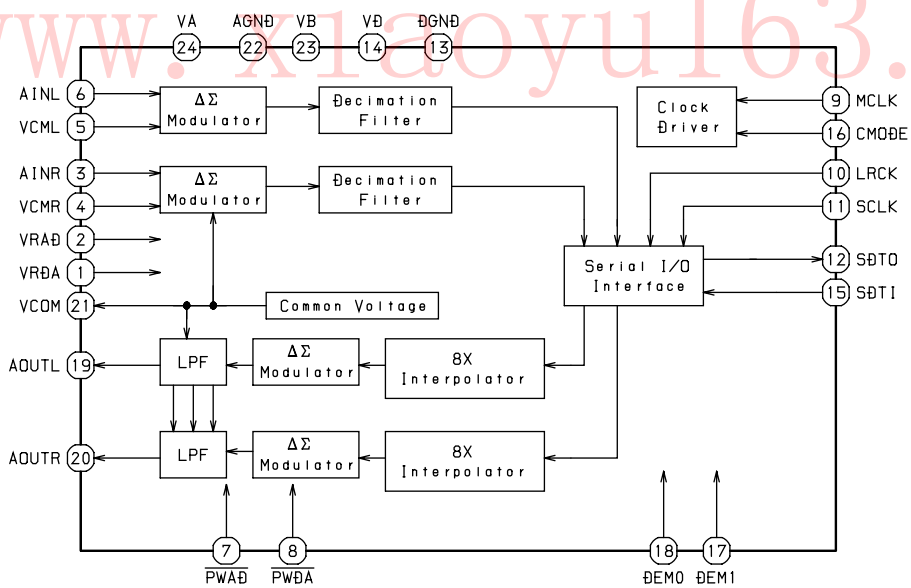 www.xiaoyu163.
VA AGND VB VD DGND
24 22 23 14 13
AINL 6
VCML 5
ΔΣ
Modulator
Decimation
Filter
Clock
Driver
9 MCLK
16 CMODE
AINR 3
VCMR 4
ΔΣ
Modulator
Decimation
Filter
10 LRCK
11 SCLK
VRAD 2
VRDA 1
VCOM 21
Common Voltage
Serial I/O
Interface
12 SDTO
15 SDTI
AOUTL 19
LPF
ΔΣ
Modulator
8X
Interpolator
AOUTR 20
LPF
ΔΣ
Modulator
8X
Interpolator
7 8 18 17
PWAD PWDA DEM0 DEM1